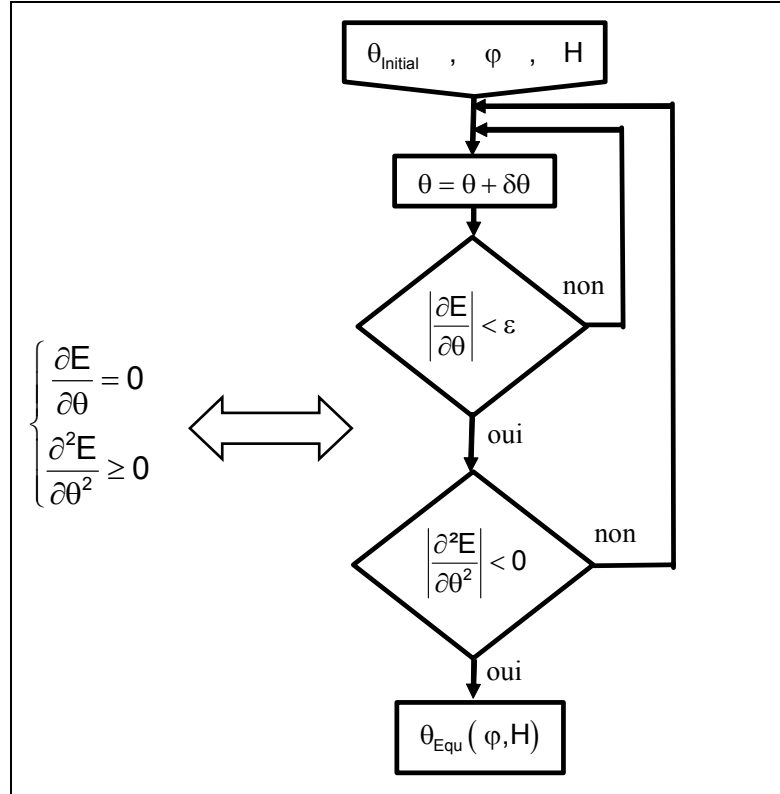 θInitial , φ , H
θ = θ + δθ
|∂E/∂θ| < ε
non
oui
{ ∂E/∂θ = 0
∂²E/∂θ² ≥ 0
|∂²E/∂θ²| < 0
non
oui
θEqu ( φ,H)